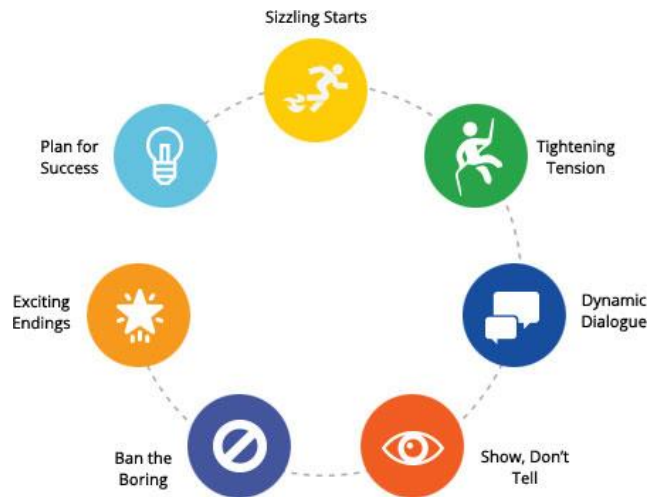 Sizzling Starts
Plan for
Success
Tightening
Tension
Exciting
Endings
Dynamic
Dialogue
Ban the
Boring
Show, Don't
Tell